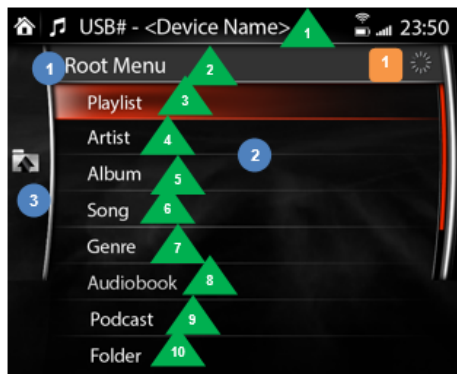 USB# - <Device Name> 1 23:50
1 Root Menu 2 1
Playlist 3
Artist 4 2
Album 5
3 Song 6
Genre 7
Audiobook 8
Podcast 9
Folder 10